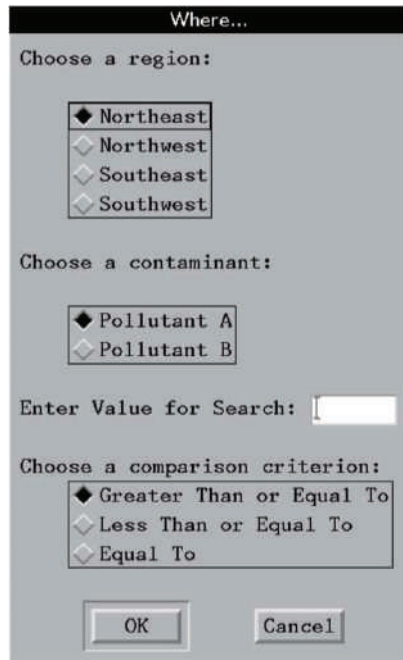 Where...
Choose a region:
Northeast
Northwest
Southeast
Southwest
Choose a contaminant:
Pollutant A
Pollutant B
Enter Value for Search:
Choose a comparison criterion:
Greater Than or Equal To
Less Than or Equal To
Equal To
OK Cancel